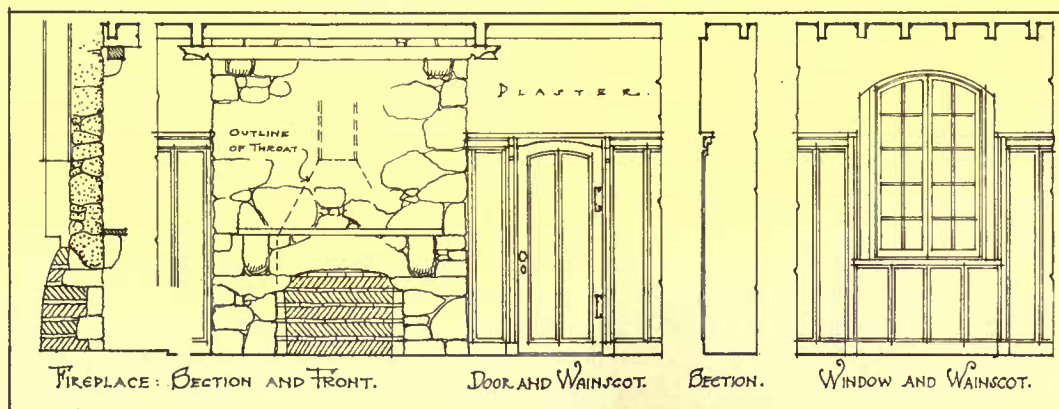 PLASTER.
OUTLINE
OF THROAT
FIREPLACE: SECTION AND FRONT.
DOOR AND WAINSCOT.
SECTION.
WINDOW AND WAINSCOT.